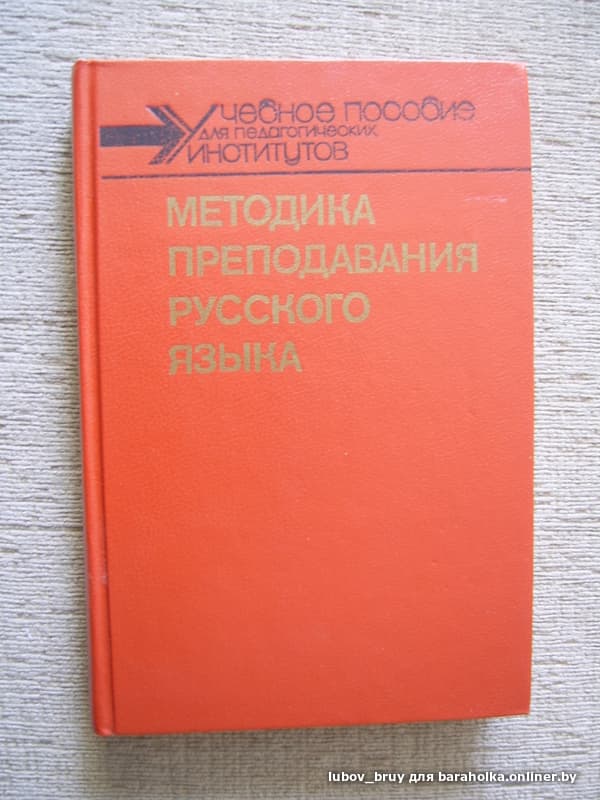 Учебное пособие
для педагогических
институтов
МЕТОДИКА
ПРЕПОДАВАНИЯ
РУССКОГО
ЯЗЫКА
lubov_bruy для baraholka.onliner.by